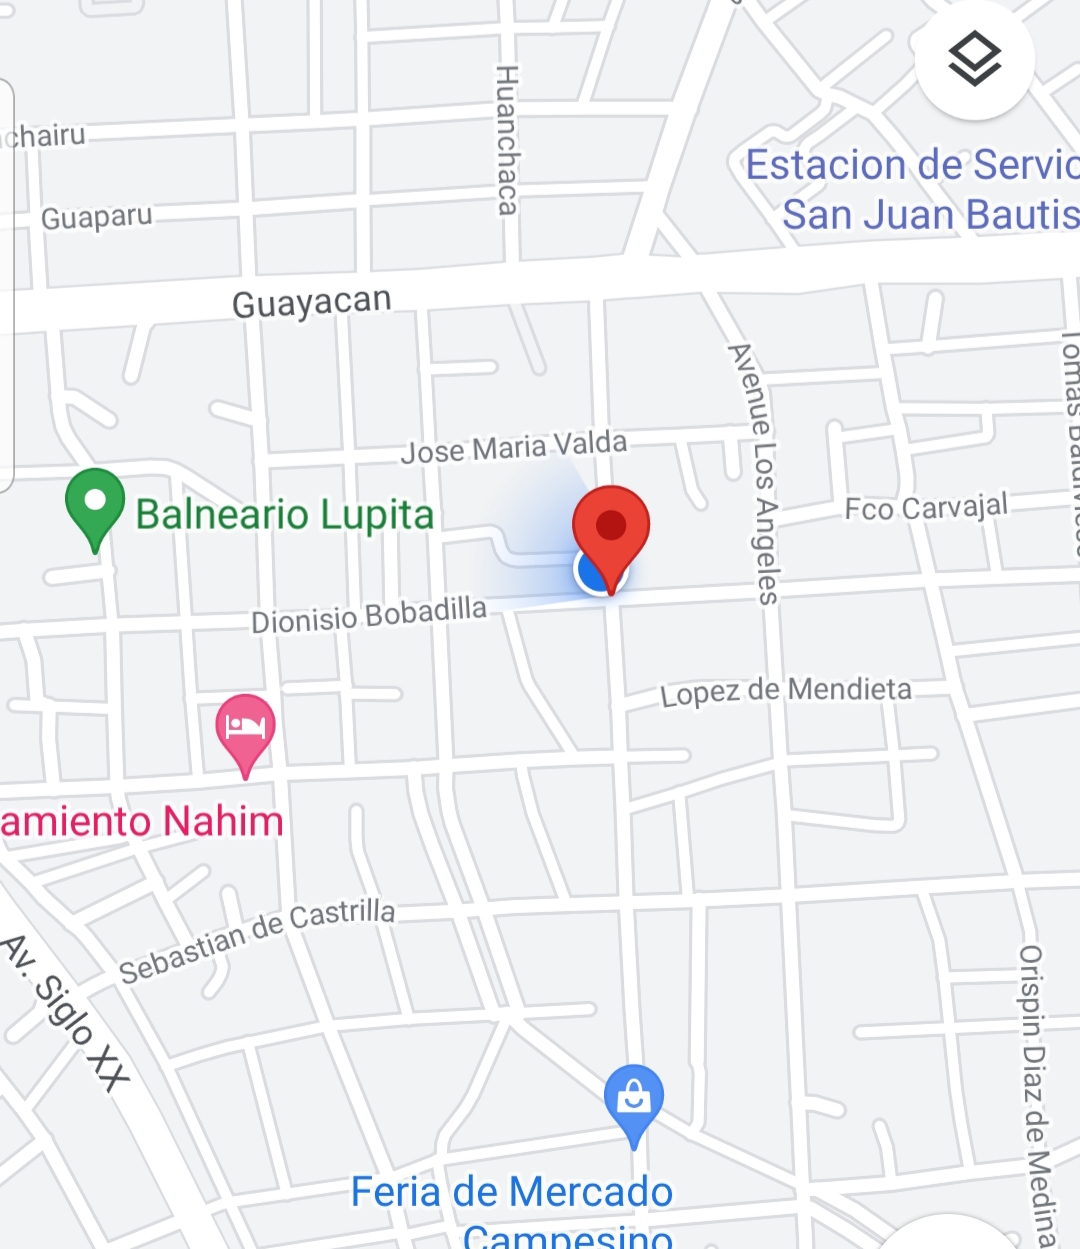 Huanchaca
chairu
Estacion de Servic
San Juan Bautis
Guaparu
Guayacan
Avenue Los Angeles
Tomas Baldivieso
Jose Maria Valda
Balneario Lupita
Fco Carvajal
Dionisio Bobadilla
Lopez de Mendieta
amiento Nahim
Sebastian de Castrilla
Av. Siglo XX
Orispin Diaz de Medina
Feria de Mercado
Campesino